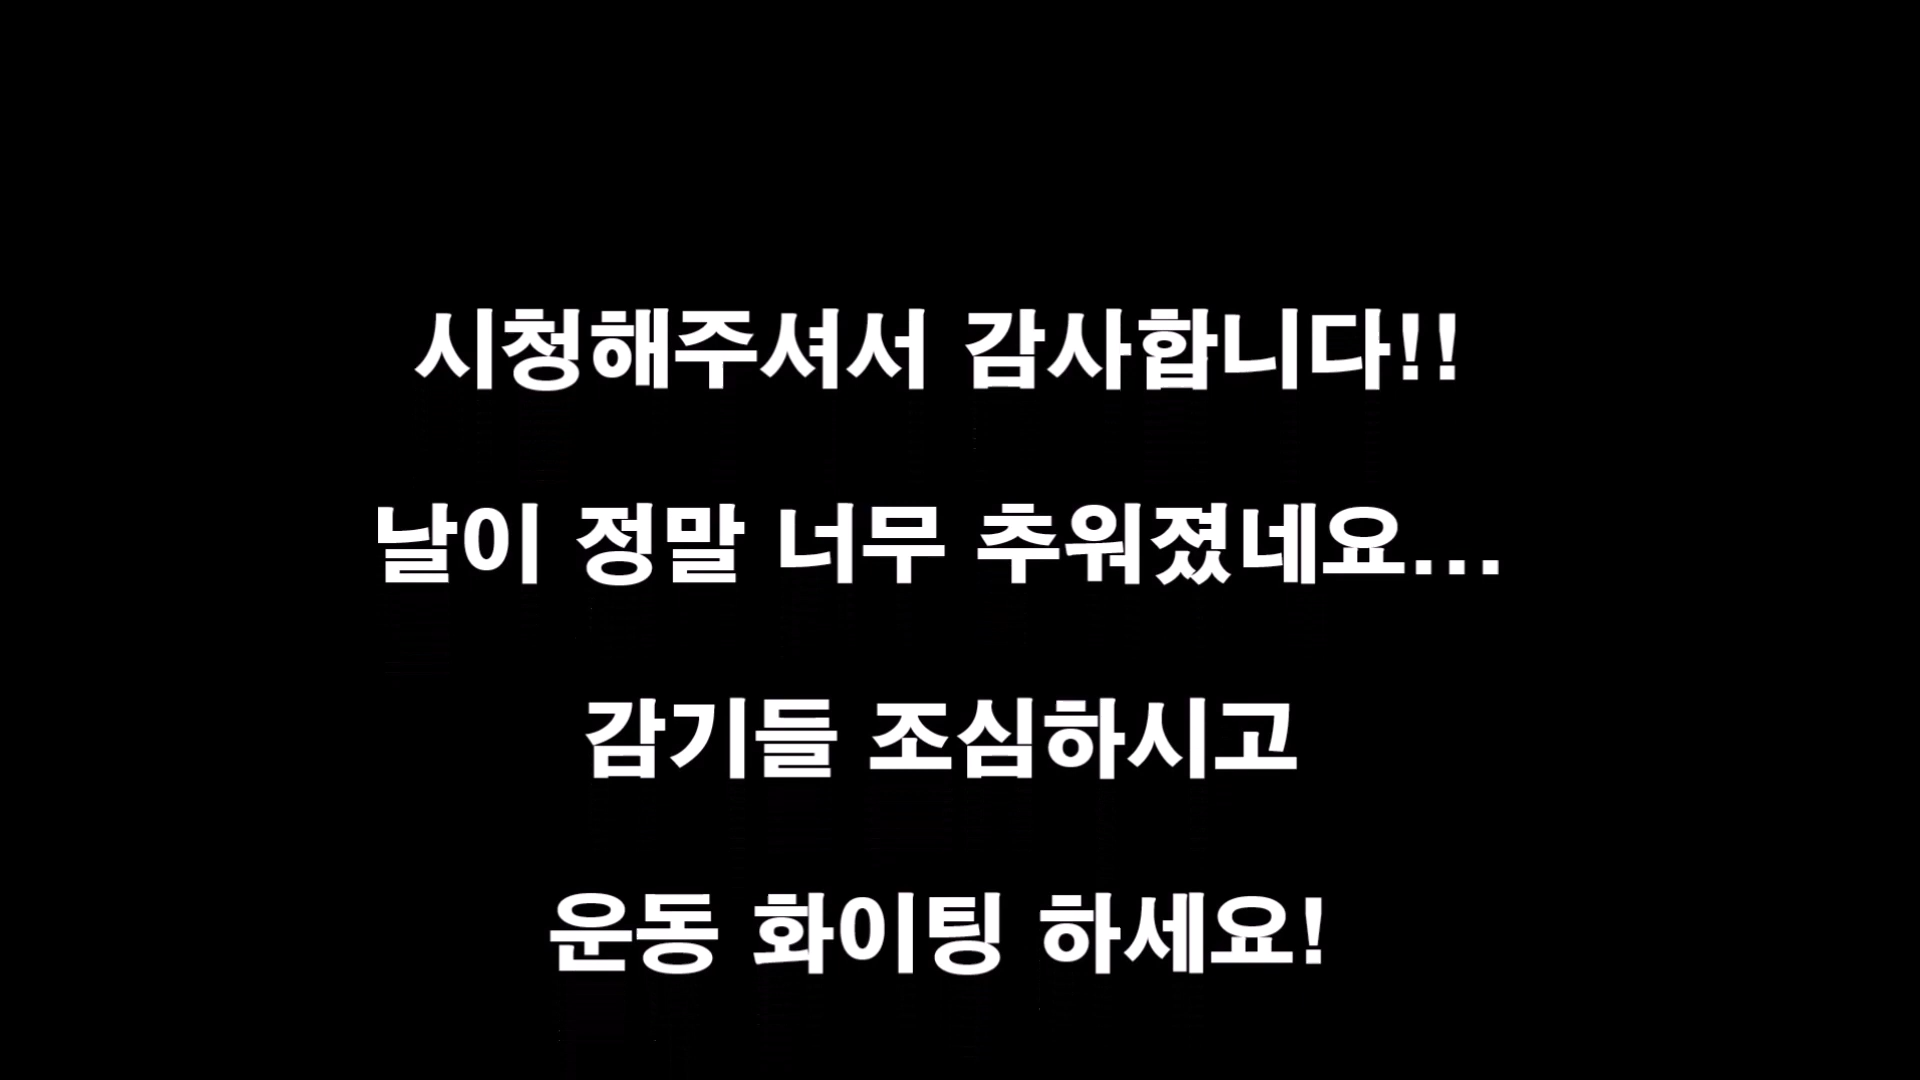 시청해주셔서 감사합니다!!
날이 정말 너무 추워졌네요...
감기들 조심하시고
운동 화이팅 하세요!